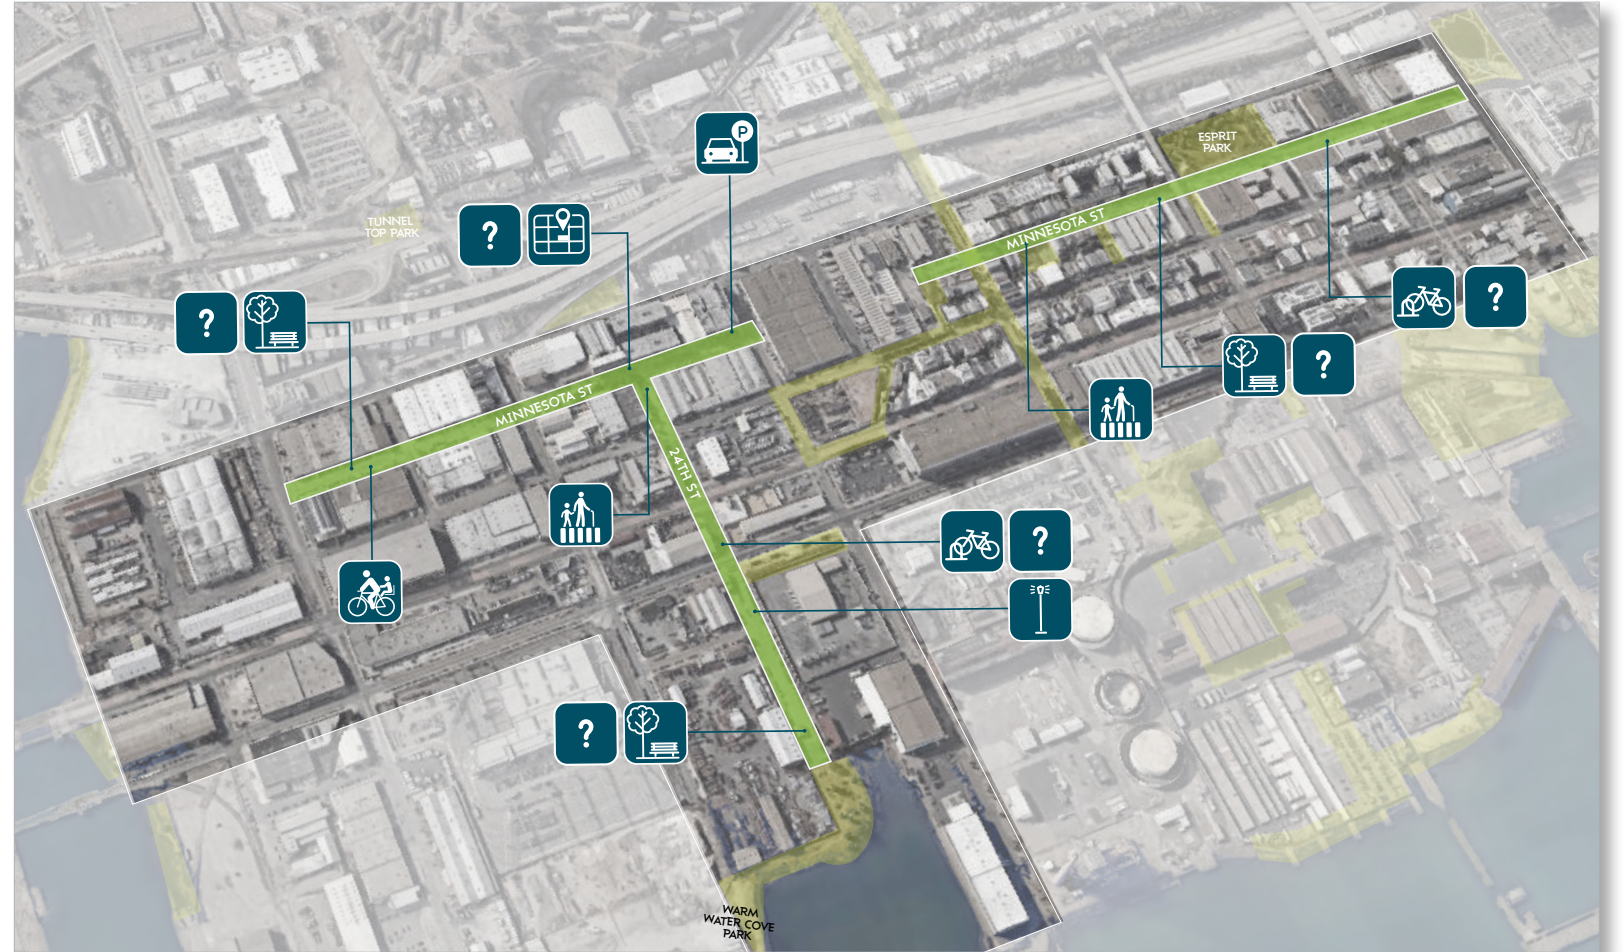 P
ESPRIT
PARK
TUNNEL
TOP PARK
MINNESOTA ST
?
?
?
MINNESOTA ST
?
24TH ST
?
?
WARM
WATER COVE
PARK